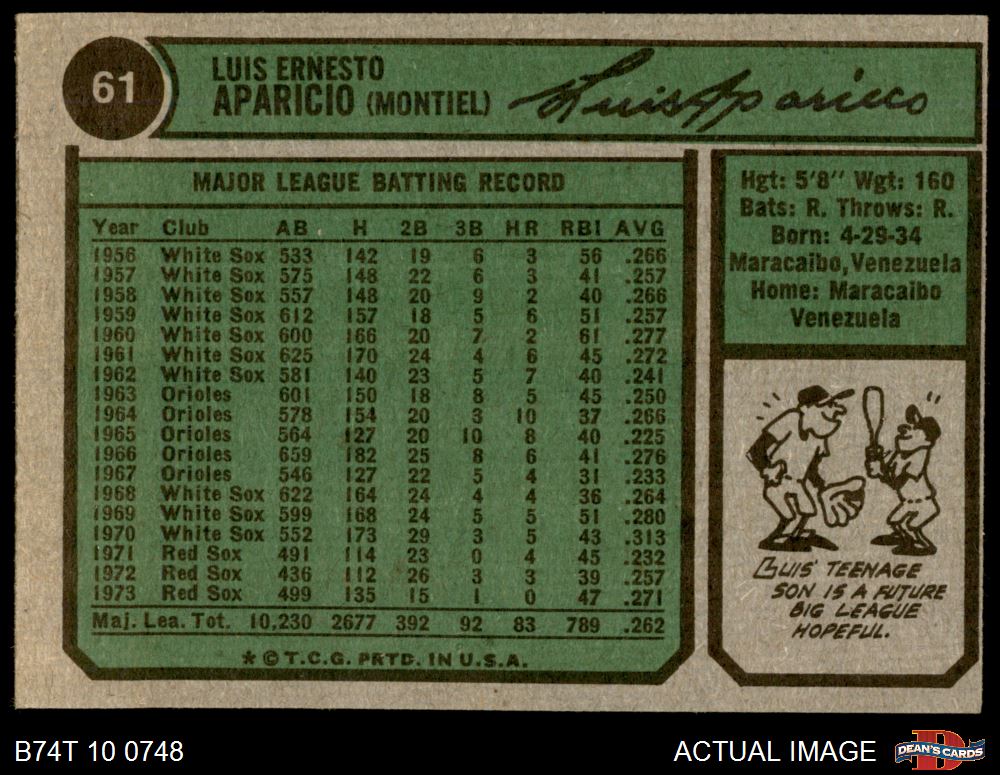 61
LUIS ERNESTO
APARICIO (MONTIEL)
Luis Aparicio
MAJOR LEAGUE BATTING RECORD
Year Club AB H 2B 3B HR RBI AVG
1956 White Sox 533 142 19 6 3 56 .266
1957 White Sox 575 148 22 6 3 41 .257
1958 White Sox 557 148 20 9 2 40 .266
1959 White Sox 612 157 18 5 6 51 .257
1960 White Sox 600 166 20 7 2 61 .277
1961 White Sox 625 170 24 4 6 45 .272
1962 White Sox 581 140 23 5 7 40 .241
1963 Orioles 601 150 18 8 5 45 .250
1964 Orioles 578 154 20 3 10 37 .266
1965 Orioles 564 127 20 10 8 40 .225
1966 Orioles 659 182 25 8 6 41 .276
1967 Orioles 546 127 22 5 4 31 .233
1968 White Sox 622 164 24 4 4 36 .264
1969 White Sox 599 168 24 5 5 51 .280
1970 White Sox 552 173 29 3 5 43 .313
1971 Red Sox 491 114 23 0 4 45 .232
1972 Red Sox 436 112 26 3 3 39 .257
1973 Red Sox 499 135 15 1 0 47 .271
Maj. Lea. Tot. 10,230 2677 392 92 83 789 .262
* © T.C.G. PRTD. IN U.S.A.
Hgt: 5'8" Wgt: 160
Bats: R. Throws: R.
Born: 4-29-34
Maracaibo, Venezuela
Home: Maracaibo
Venezuela
LUIS' TEENAGE
SON IS A FUTURE
BIG LEAGUE
HOPEFUL.
B74T 10 0748
ACTUAL IMAGE
DEAN'S CARDS